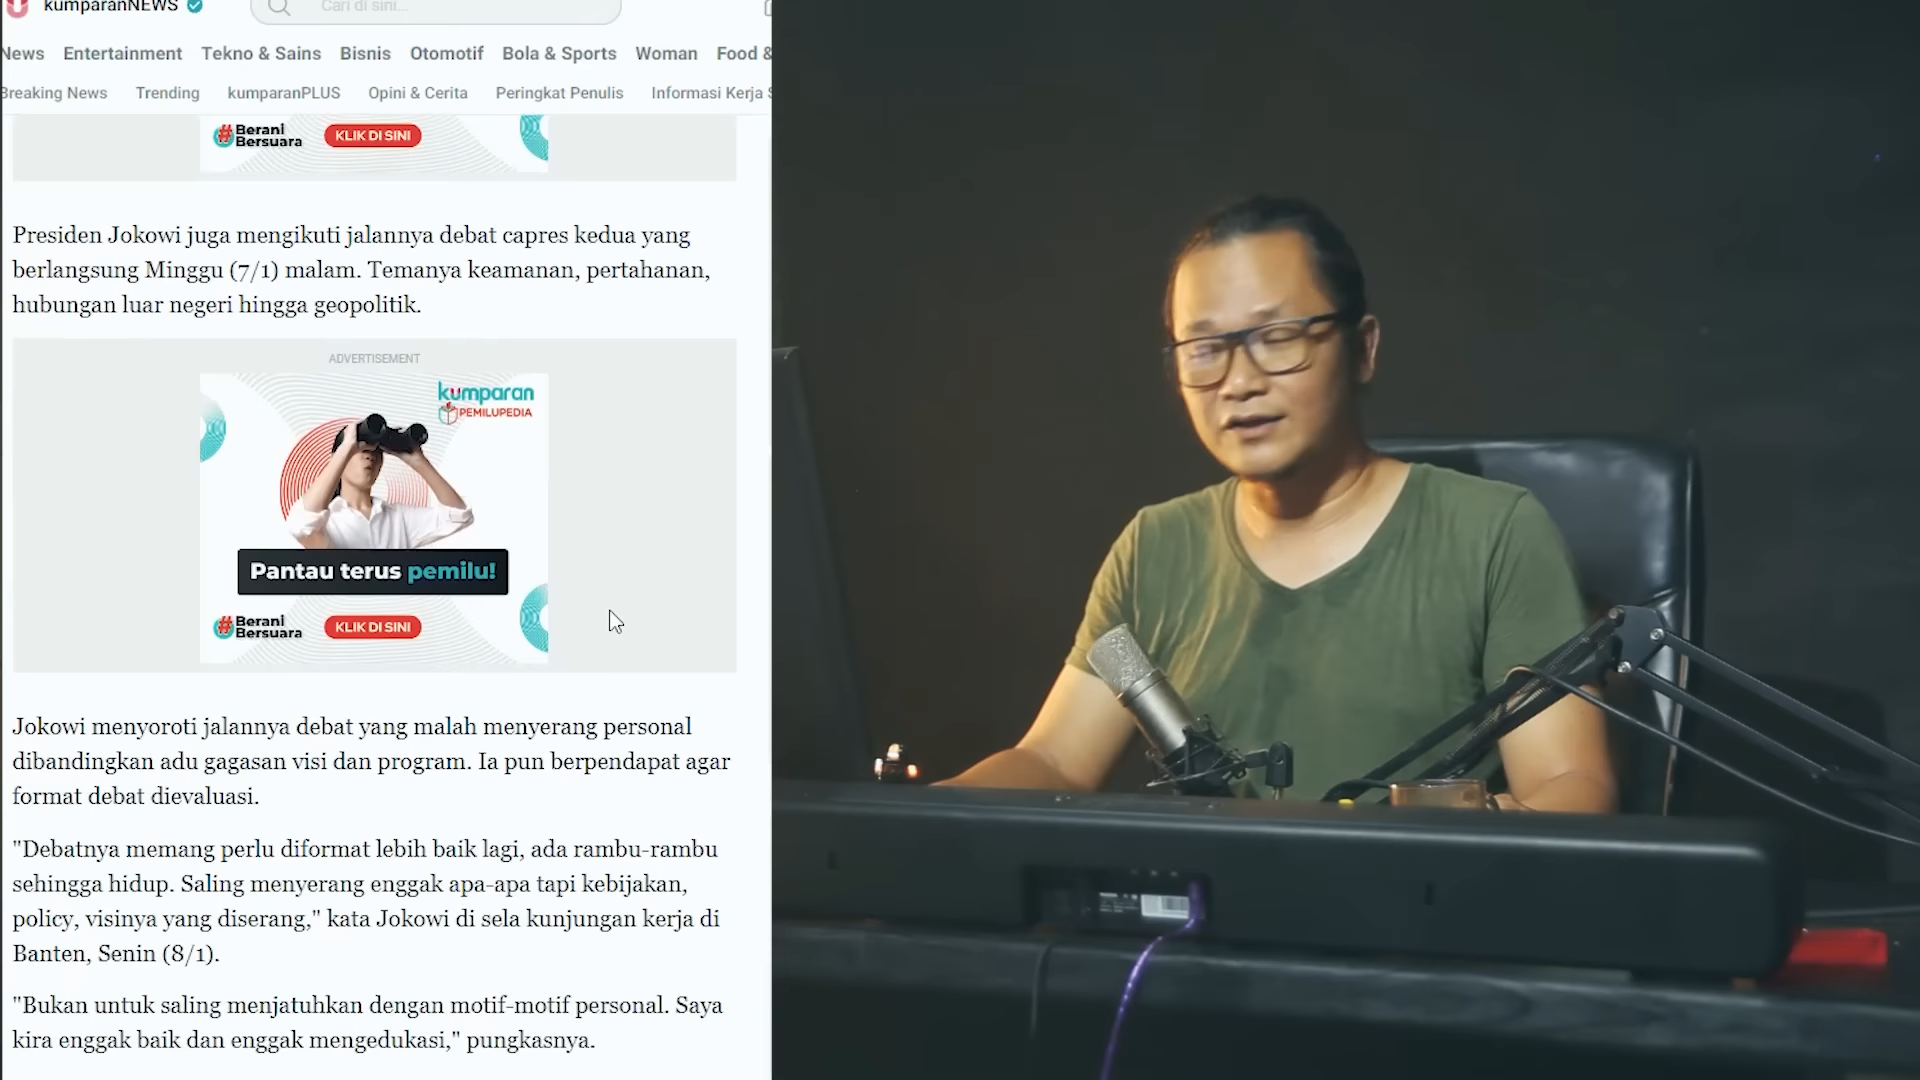 kumparanNEWS
Cari di sini...
News Entertainment Tekno & Sains Bisnis Otomotif Bola & Sports Woman Food &
Breaking News Trending kumparanPLUS Opini & Cerita Peringkat Penulis Informasi Kerja S
#Berani
Bersuara
KLIK DI SINI
Presiden Jokowi juga mengikuti jalannya debat capres kedua yang
berlangsung Minggu (7/1) malam. Temanya keamanan, pertahanan,
hubungan luar negeri hingga geopolitik.
ADVERTISEMENT
kumparan
PEMILUPEDIA
Pantau terus pemilu!
#Berani
Bersuara
KLIK DI SINI
Jokowi menyoroti jalannya debat yang malah menyerang personal
dibandingkan adu gagasan visi dan program. Ia pun berpendapat agar
format debat dievaluasi.
"Debatnya memang perlu diformat lebih baik lagi, ada rambu-rambu
sehingga hidup. Saling menyerang enggak apa-apa tapi kebijakan,
policy, visinya yang diserang," kata Jokowi di sela kunjungan kerja di
Banten, Senin (8/1).
"Bukan untuk saling menjatuhkan dengan motif-motif personal. Saya
kira enggak baik dan enggak mengedukasi," pungkasnya.